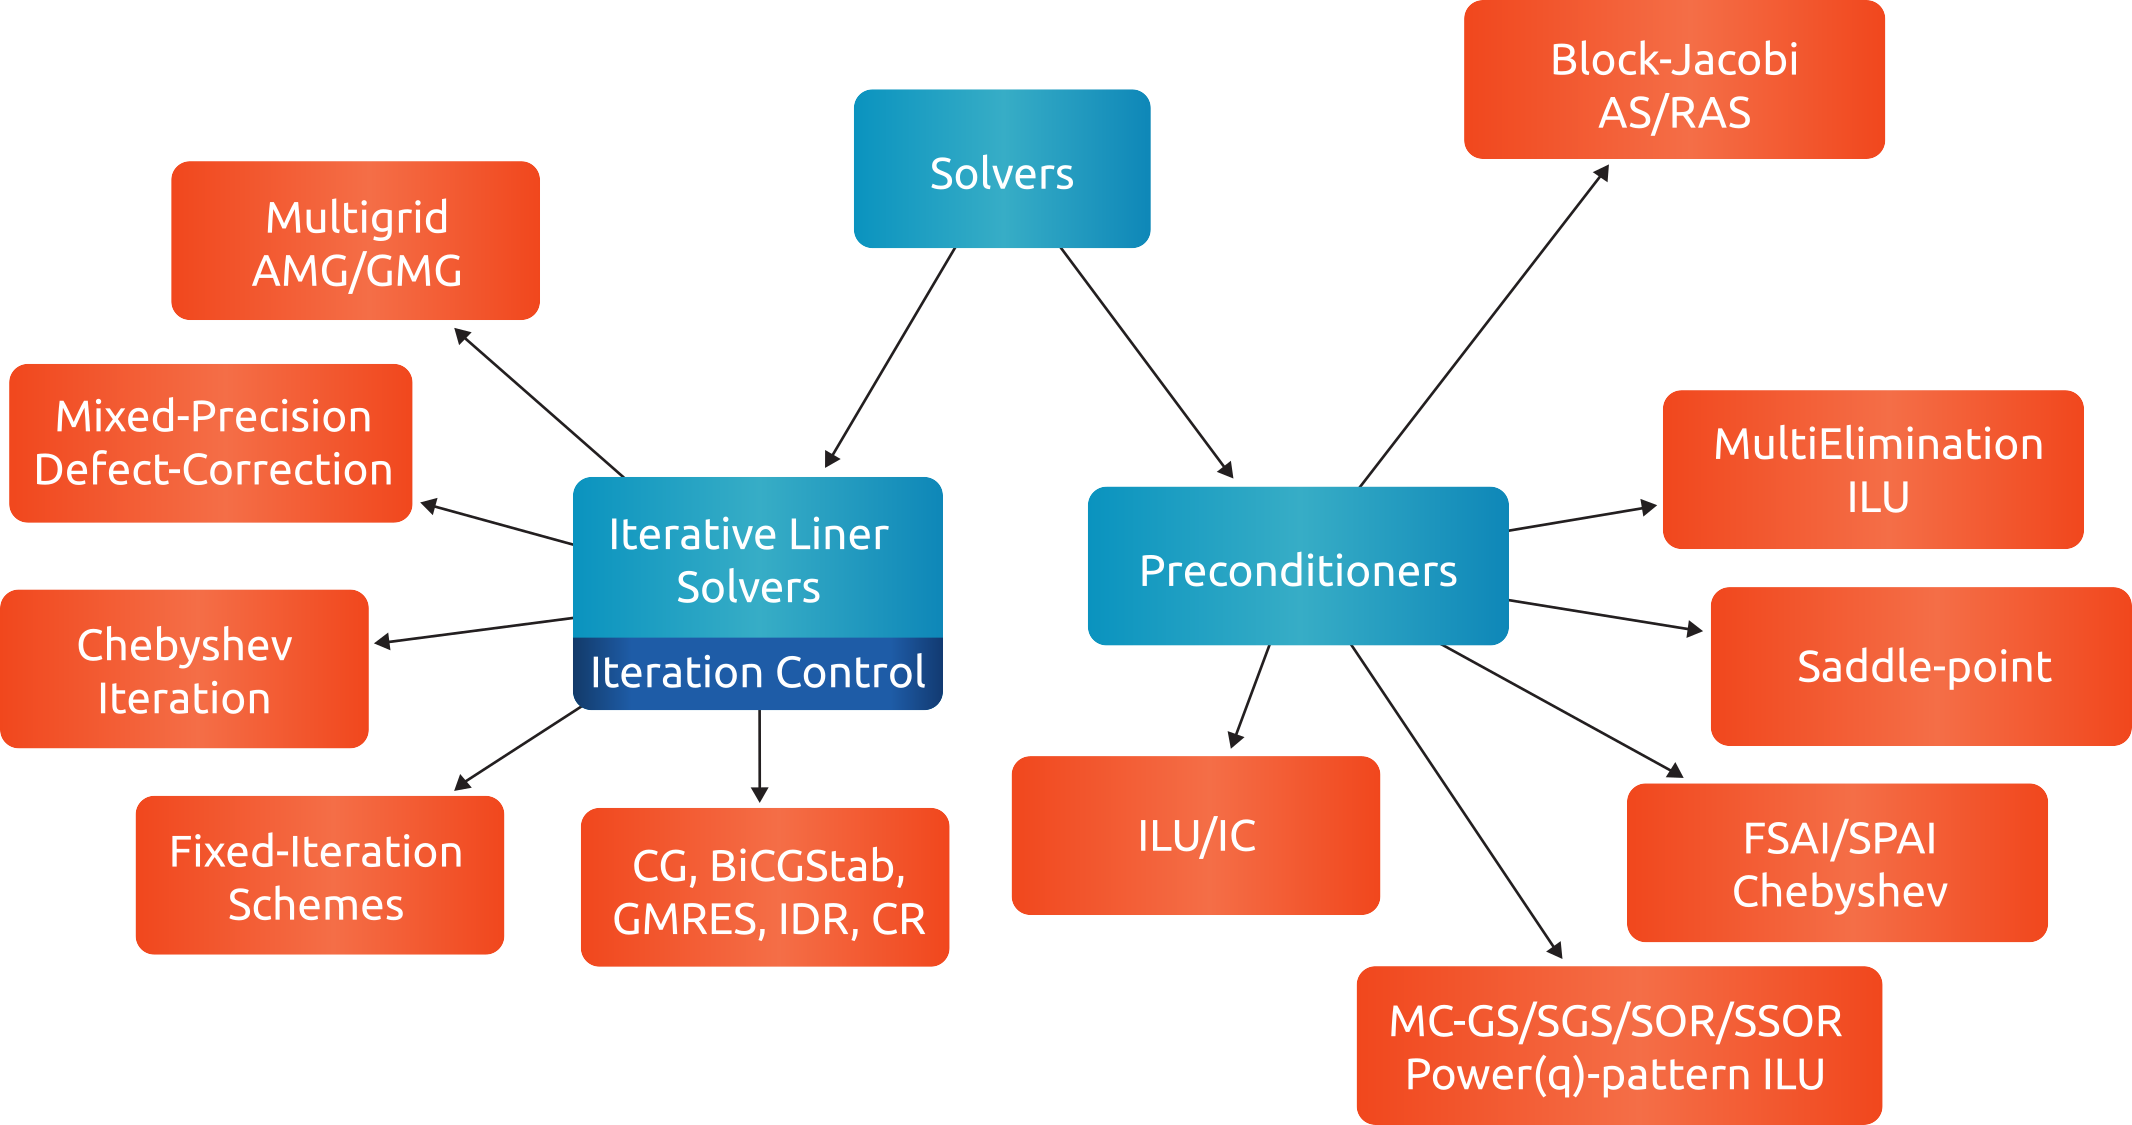 Solvers
Block-Jacobi
AS/RAS
Multigrid
AMG/GMG
Mixed-Precision
Defect-Correction
Iterative Liner
Solvers
Iteration Control
Chebyshev
Iteration
Fixed-Iteration
Schemes
CG, BiCGStab,
GMRES, IDR, CR
Preconditioners
MultiElimination
ILU
Saddle-point
ILU/IC
FSAI/SPAI
Chebyshev
MC-GS/SGS/SOR/SSOR
Power(q)-pattern ILU